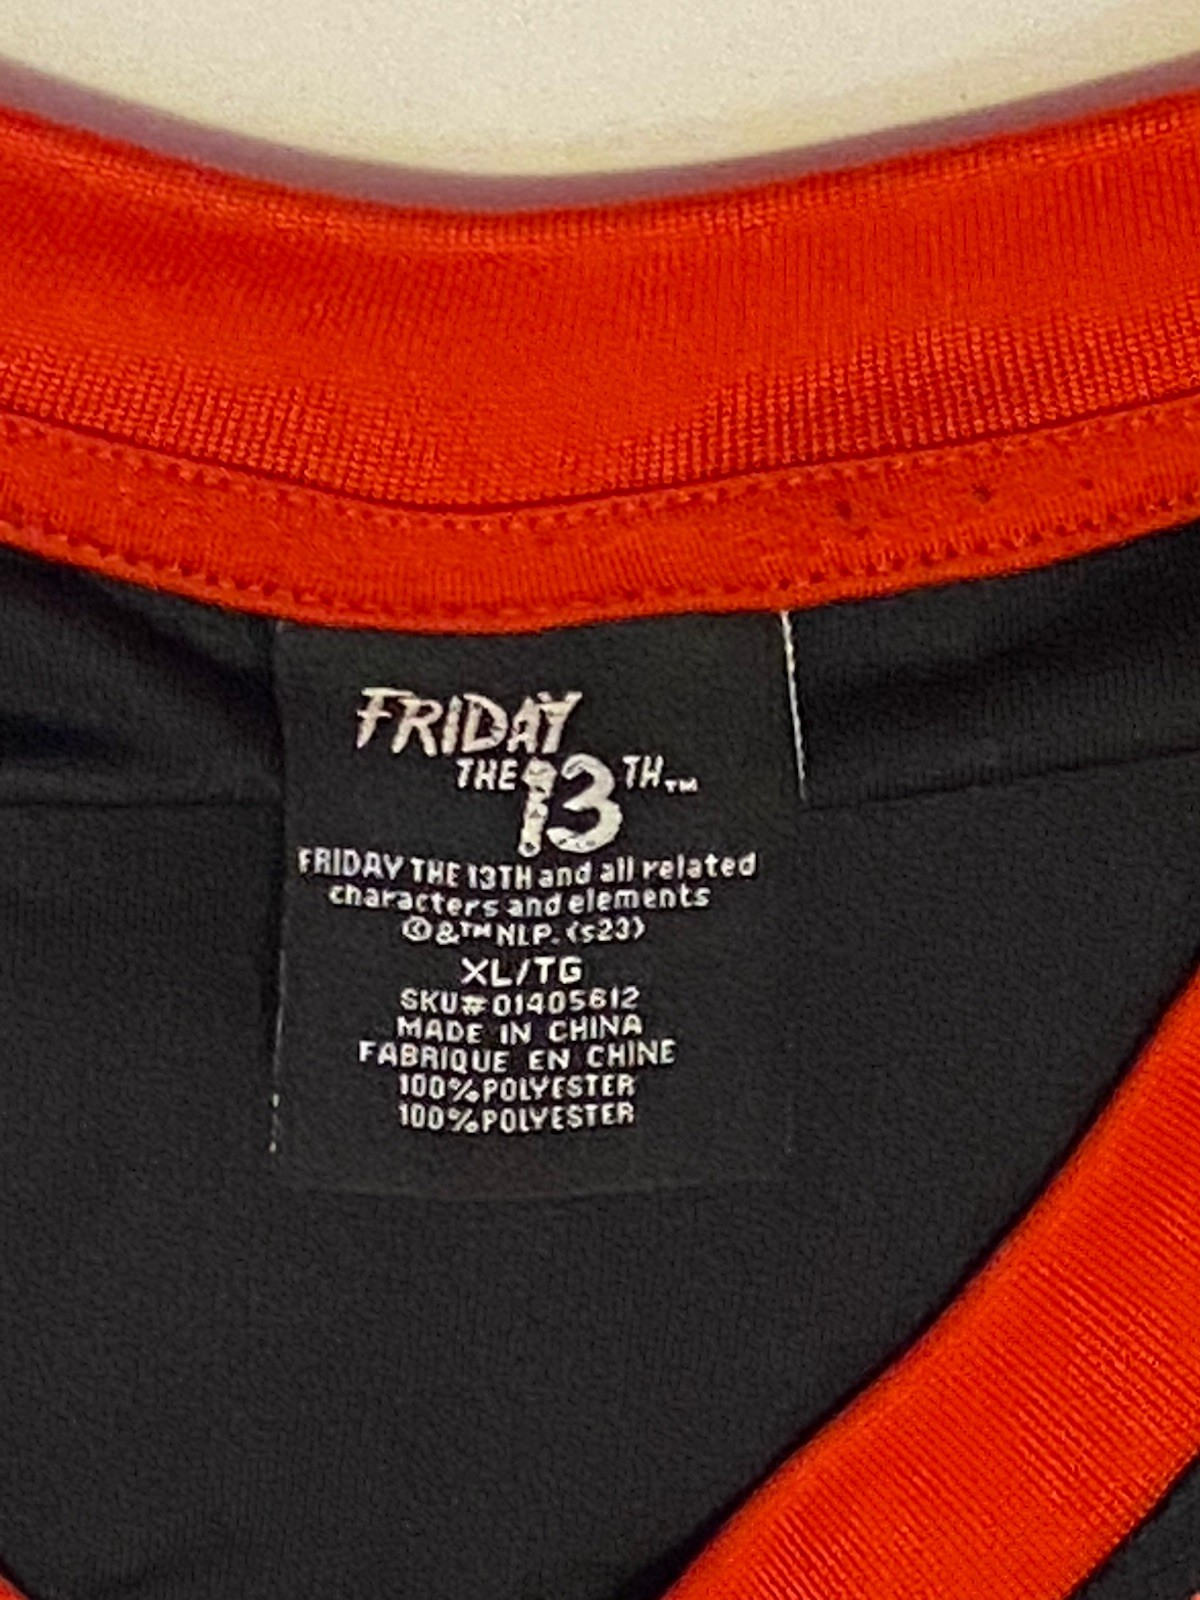 FRIDAY
THE 13TH™
FRIDAY THE 13TH and all related
characters and elements
©&™ NLP. (s23)
XL/TG
SKU#01405612
MADE IN CHINA
FABRIQUE EN CHINE
100%POLYESTER
100%POLYESTER